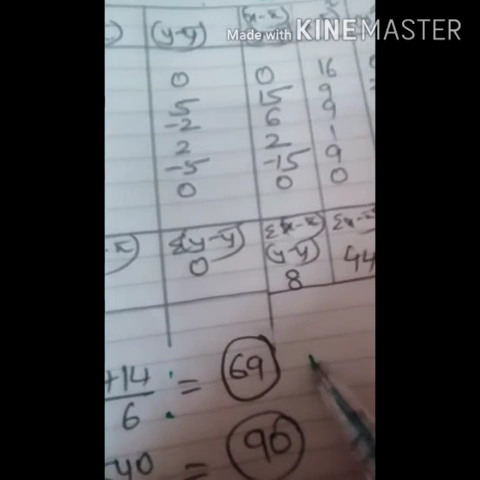 Made with KINEMASTER
(y-ȳ) (x-x̄)
0 0 16
5 15 9
-2 6 9
2 2 1
-5 -15 9
0 0 0
Σ(y-ȳ) Σ(x-x̄) Σ(x-x̄)
0 (y-ȳ) 44
8
+14
6 = 69
40 = 90